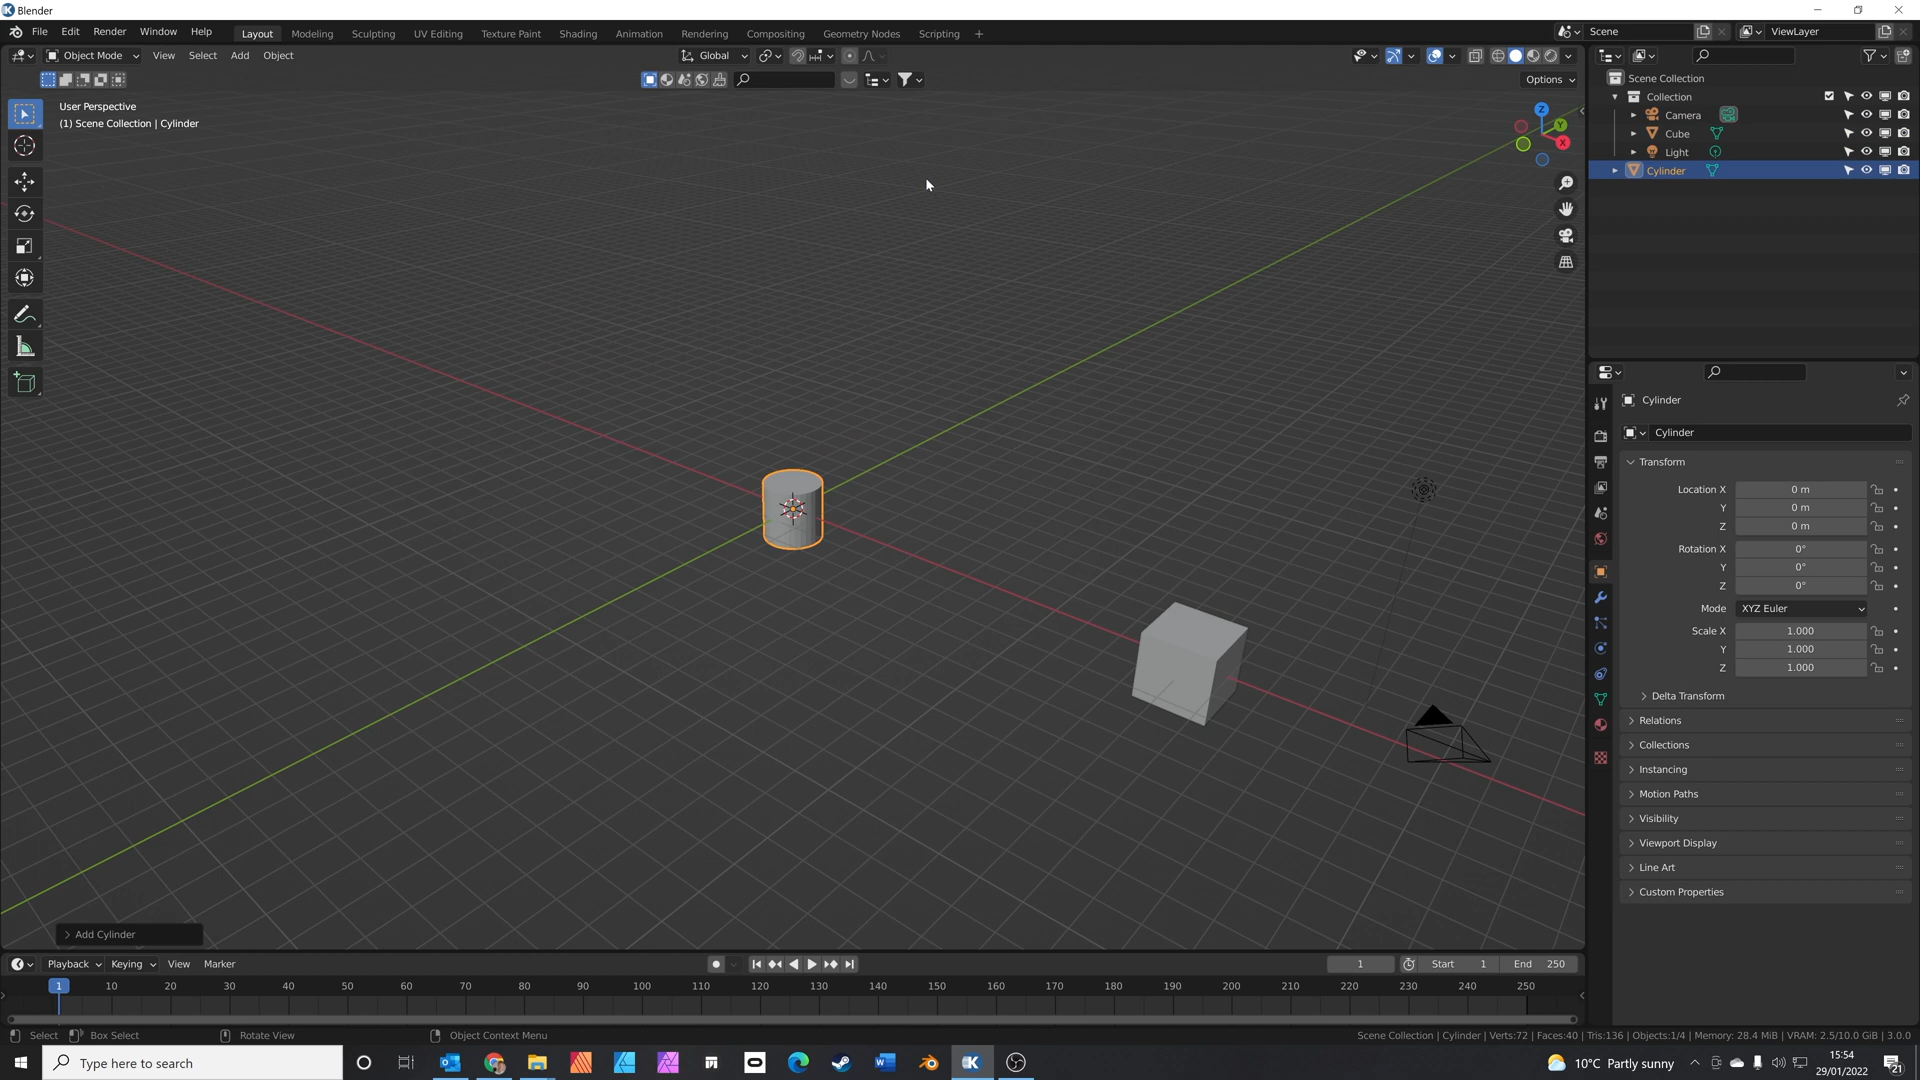 Blender
File Edit Render Window Help Layout Modeling Sculpting UV Editing Texture Paint Shading Animation Rendering Compositing Geometry Nodes Scripting + Scene ViewLayer
Object Mode View Select Add Object Global
Options
User Perspective
(1) Scene Collection | Cylinder
Z
Y
X
Scene Collection
Collection
Camera
Cube
Light
Cylinder
Cylinder
Cylinder
Transform
Location X 0 m
Y 0 m
Z 0 m
Rotation X 0°
Y 0°
Z 0°
Mode XYZ Euler
Scale X 1.000
Y 1.000
Z 1.000
Delta Transform
Relations
Collections
Instancing
Motion Paths
Visibility
Viewport Display
Line Art
Custom Properties
Add Cylinder
Playback Keying View Marker 1 Start 1 End 250
1 10 20 30 40 50 60 70 80 90 100 110 120 130 140 150 160 170 180 190 200 210 220 230 240 250
Select Box Select Rotate View Object Context Menu Scene Collection | Cylinder | Verts:72 | Faces:40 | Tris:136 | Objects:1/4 | Memory: 28.4 MiB | VRAM: 2.5/10.0 GiB | 3.0.0
Type here to search 10°C Partly sunny 15:54
29/01/2022
21